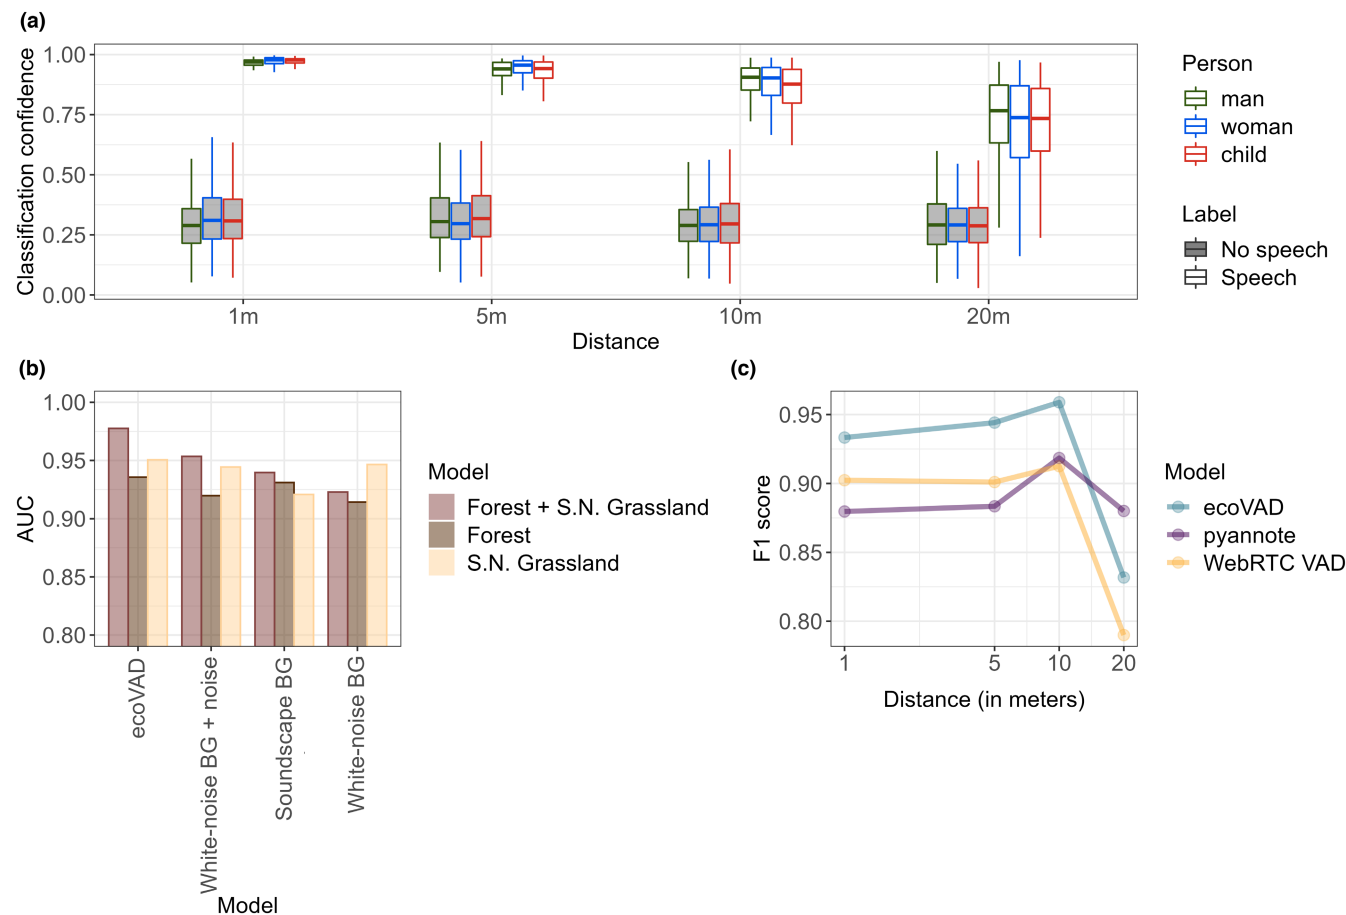 (a)
Classification confidence
1.00
0.75
0.50
0.25
0.00
1m
5m
10m
20m
Distance
Person
man
woman
child
Label
No speech
Speech
(b)
AUC
1.00
0.95
0.90
0.85
0.80
ecoVAD
White-noise BG + noise
Soundscape BG
White-noise BG
Model
Model
Forest + S.N. Grassland
Forest
S.N. Grassland
(c)
F1 score
0.95
0.90
0.85
0.80
1
5
10
20
Distance (in meters)
Model
ecoVAD
pyannote
WebRTC VAD